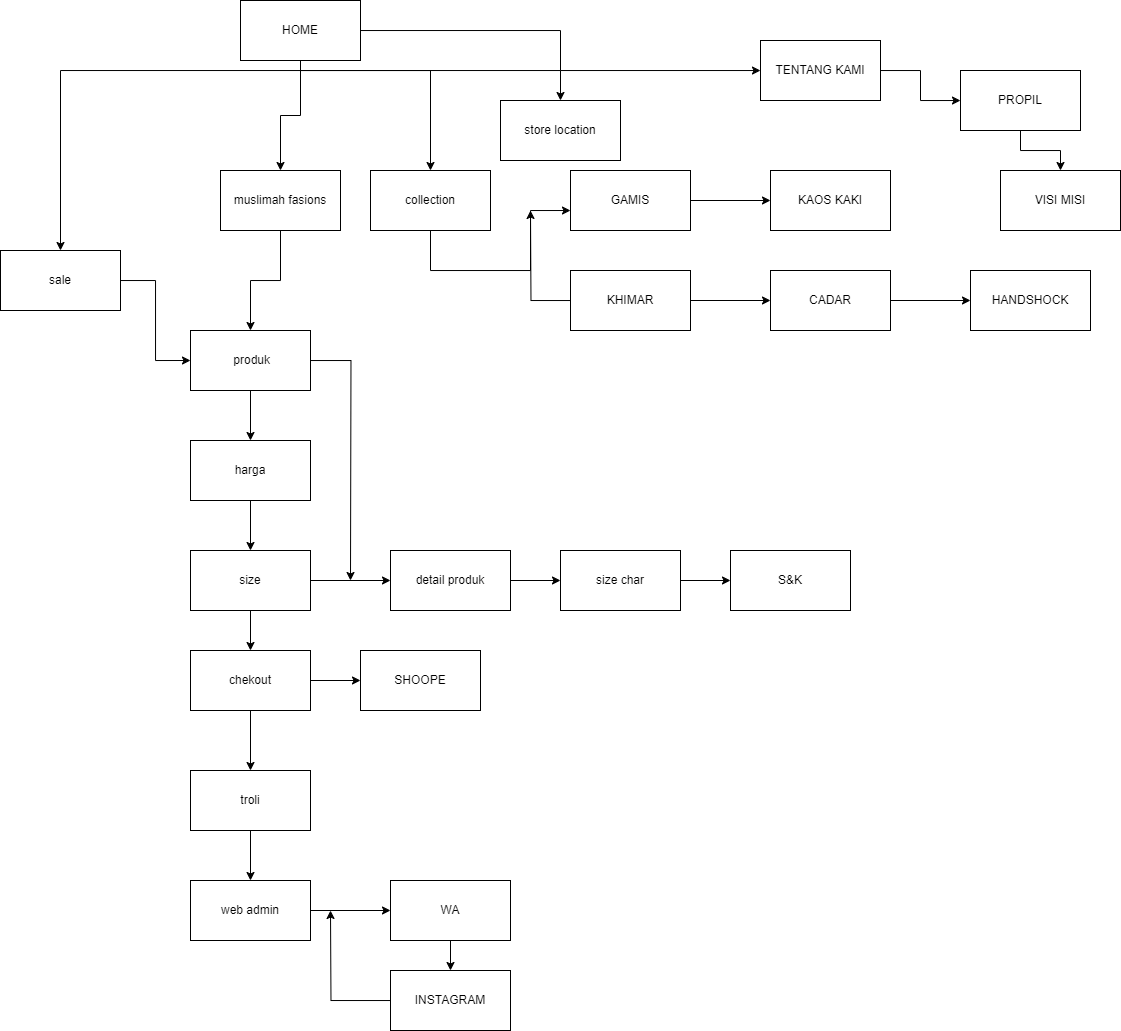 HOME
TENTANG KAMI
PROPIL
store location
muslimah fasions
collection
GAMIS
KAOS KAKI
VISI MISI
sale
KHIMAR
CADAR
HANDSHOCK
produk
harga
size
detail produk
size char
S&K
chekout
SHOOPE
troli
web admin
WA
INSTAGRAM